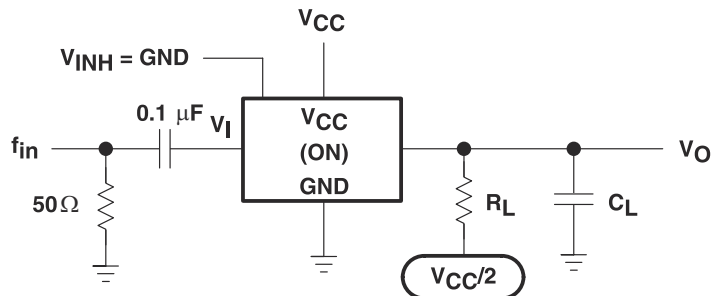 VCC
VINH = GND
0.1 μF
VI
VCC
(ON)
GND
fin
50Ω
VO
RL
CL
VCC/2